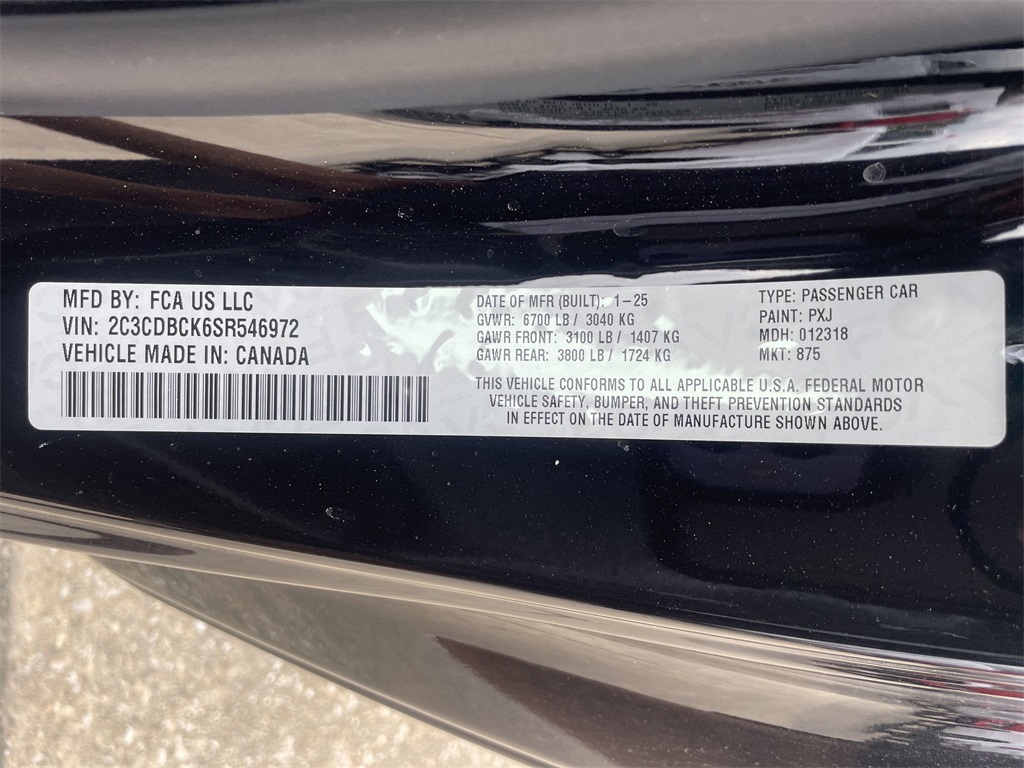 MFD BY: FCA US LLC
VIN: 2C3CDBCK6SR546972
VEHICLE MADE IN: CANADA
DATE OF MFR (BUILT): 1-25
GVWR: 6700 LB / 3040 KG
GAWR FRONT: 3100 LB / 1407 KG
GAWR REAR: 3800 LB / 1724 KG
TYPE: PASSENGER CAR
PAINT: PXJ
MDH: 012318
MKT: 875
THIS VEHICLE CONFORMS TO ALL APPLICABLE U.S.A. FEDERAL MOTOR
VEHICLE SAFETY, BUMPER, AND THEFT PREVENTION STANDARDS
IN EFFECT ON THE DATE OF MANUFACTURE SHOWN ABOVE.